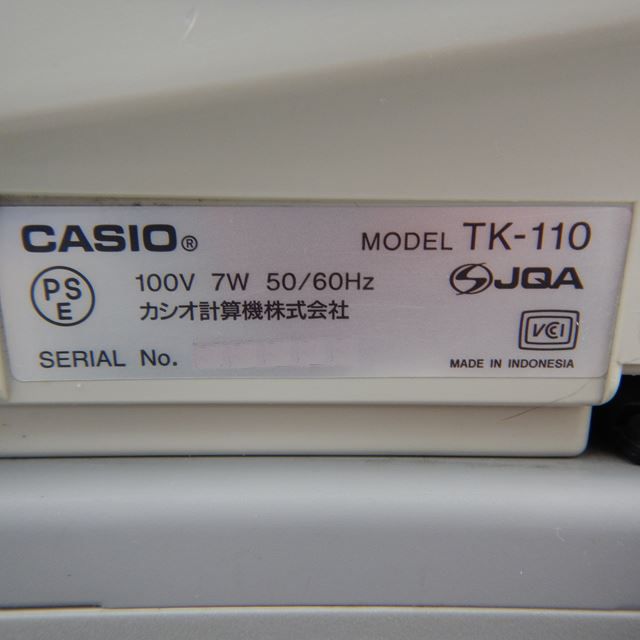 CASIO® MODEL TK-110
PS E 100V 7W 50/60Hz JQA
カシオ計算機株式会社
VCI
SERIAL No. MADE IN INDONESIA